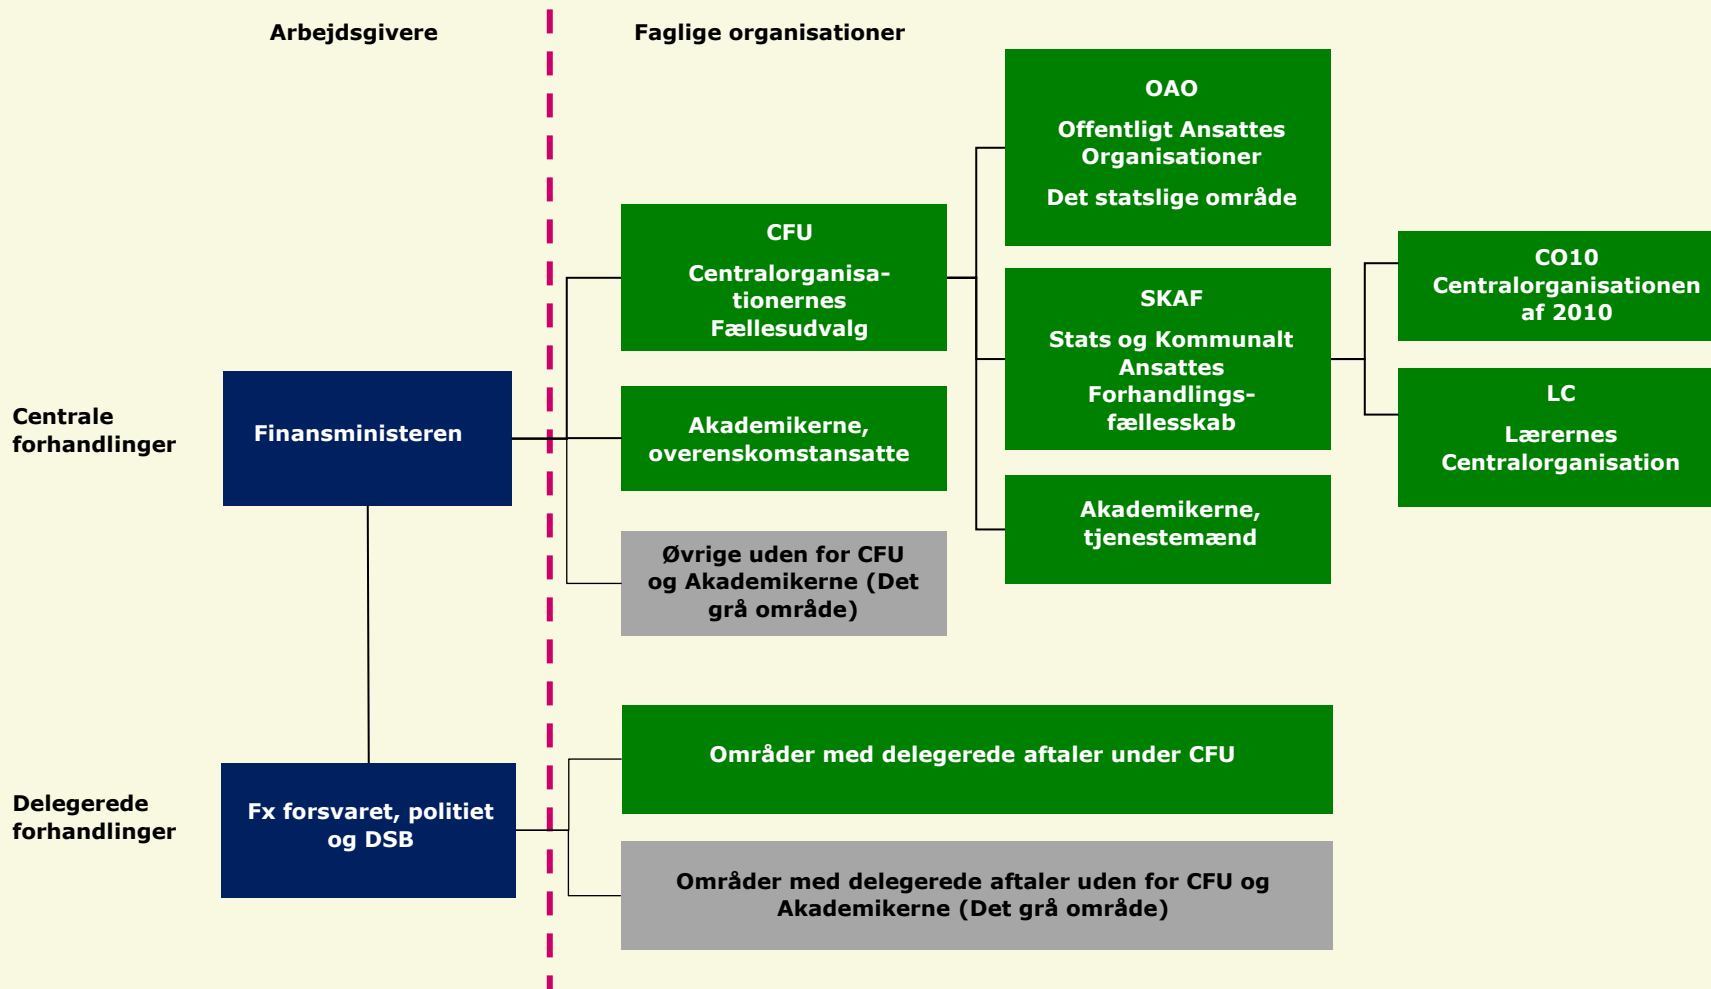 Arbejdsgivere
Faglige organisationer
Centrale
forhandlinger
Finansministeren
CFU
Centralorganisa-
tionernes
Fællesudvalg
Akademikerne,
overenskomstansatte
Øvrige uden for CFU
og Akademikerne (Det
grå område)
OAO
Offentligt Ansattes
Organisationer
Det statslige område
SKAF
Stats og Kommunalt
Ansattes
Forhandlings-
fællesskab
Akademikerne,
tjenestemænd
CO10
Centralorganisationen
af 2010
LC
Lærernes
Centralorganisation
Delegerede
forhandlinger
Fx forsvaret, politiet
og DSB
Områder med delegerede aftaler under CFU
Områder med delegerede aftaler uden for CFU og
Akademikerne (Det grå område)